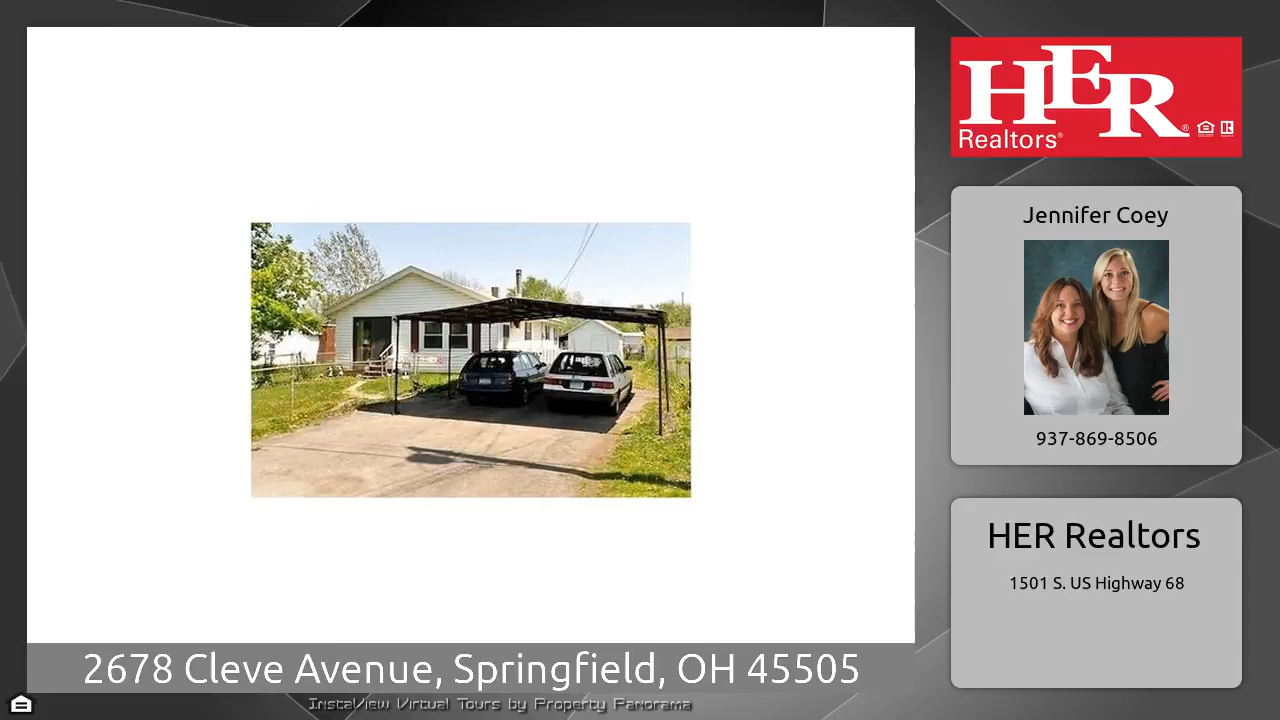 HER
Realtors®
Jennifer Coey
937-869-8506
HER Realtors
1501 S. US Highway 68
2678 Cleve Avenue, Springfield, OH 45505
InstaView Virtual Tours by Property Panorama